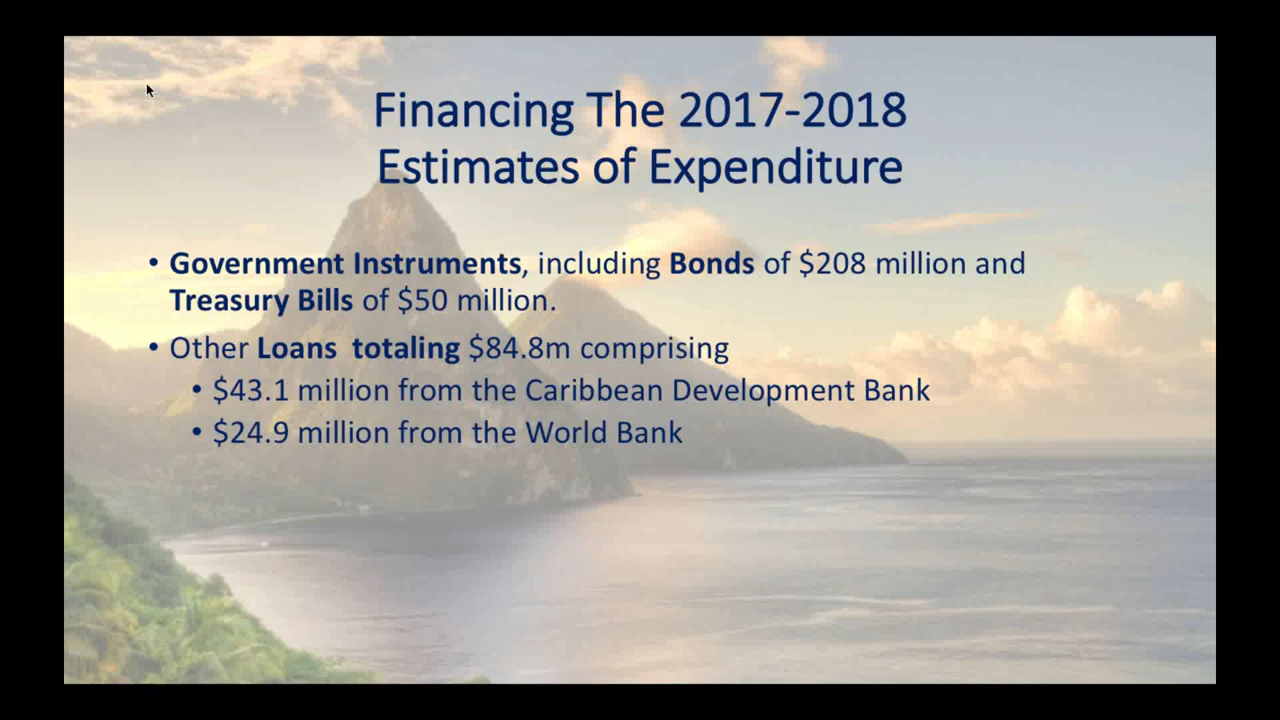 Financing The 2017-2018
Estimates of Expenditure
• Government Instruments, including Bonds of $208 million and
Treasury Bills of $50 million.
• Other Loans  totaling $84.8m comprising
• $43.1 million from the Caribbean Development Bank
• $24.9 million from the World Bank